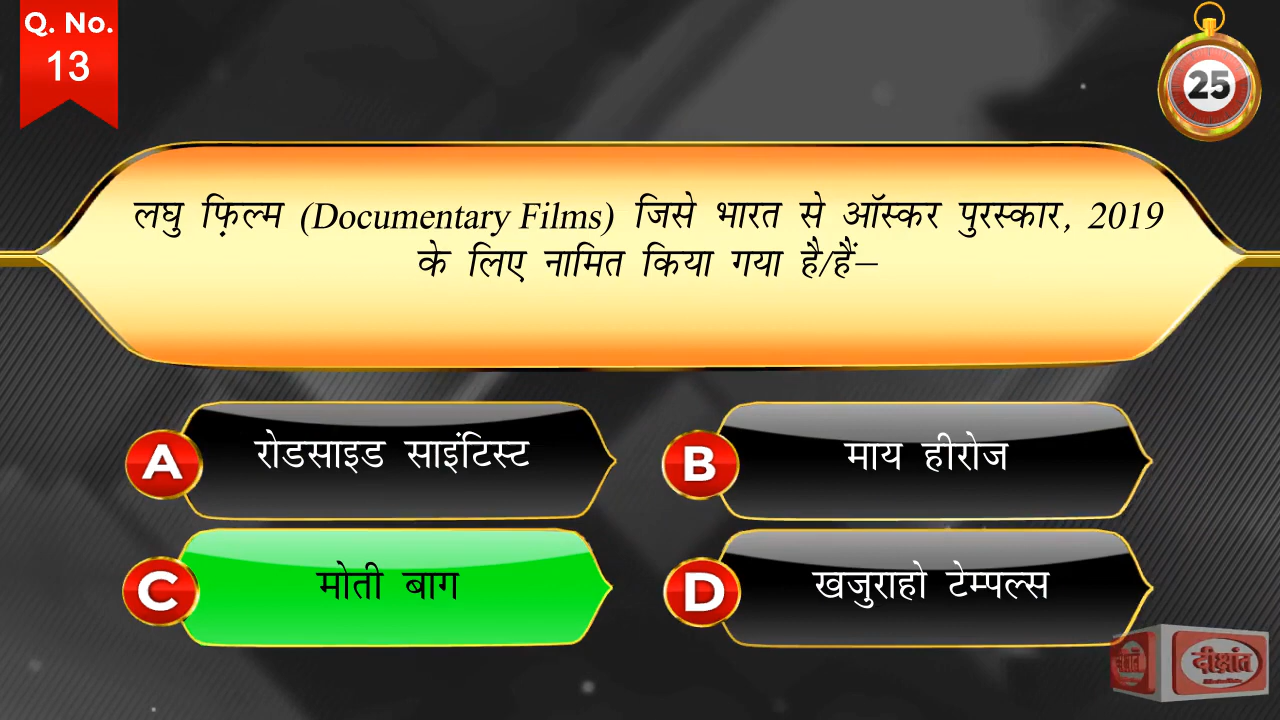 Q. No.
13
25
लघु फ़िल्म (Documentary Films) जिसे भारत से ऑस्कर पुरस्कार, 2019
के लिए नामित किया गया है/हैं–
A रोडसाइड साइंटिस्ट
B माय हीरोज
C मोती बाग
D खजुराहो टेम्पल्स
दीक्षांत